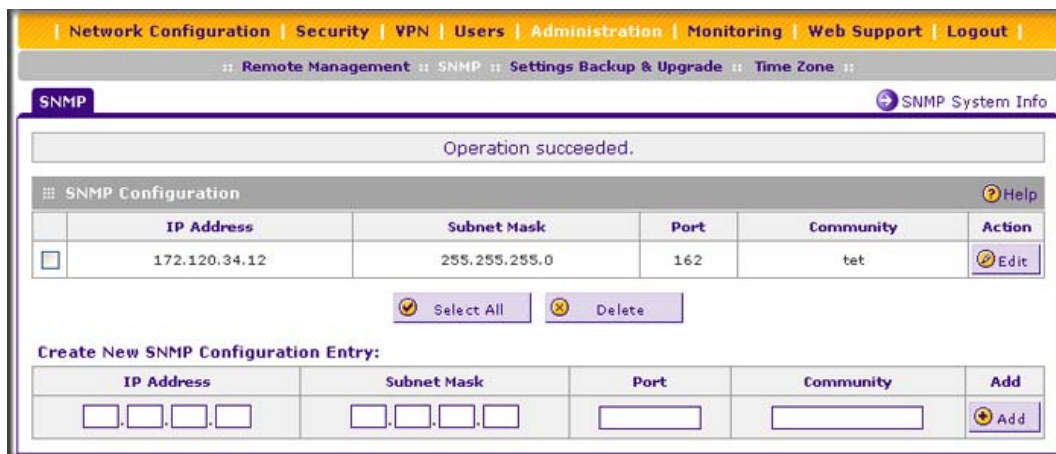 | Network Configuration | Security | VPN | Users | Administration | Monitoring | Web Support | Logout |
:: Remote Management :: SNMP :: Settings Backup & Upgrade :: Time Zone ::
SNMP
SNMP System Info
Operation succeeded.
SNMP Configuration
Help
IP Address Subnet Mask Port Community Action
172.120.34.12 255.255.255.0 162 tet Edit
Select All Delete
Create New SNMP Configuration Entry:
IP Address Subnet Mask Port Community Add
. . . . . . Add